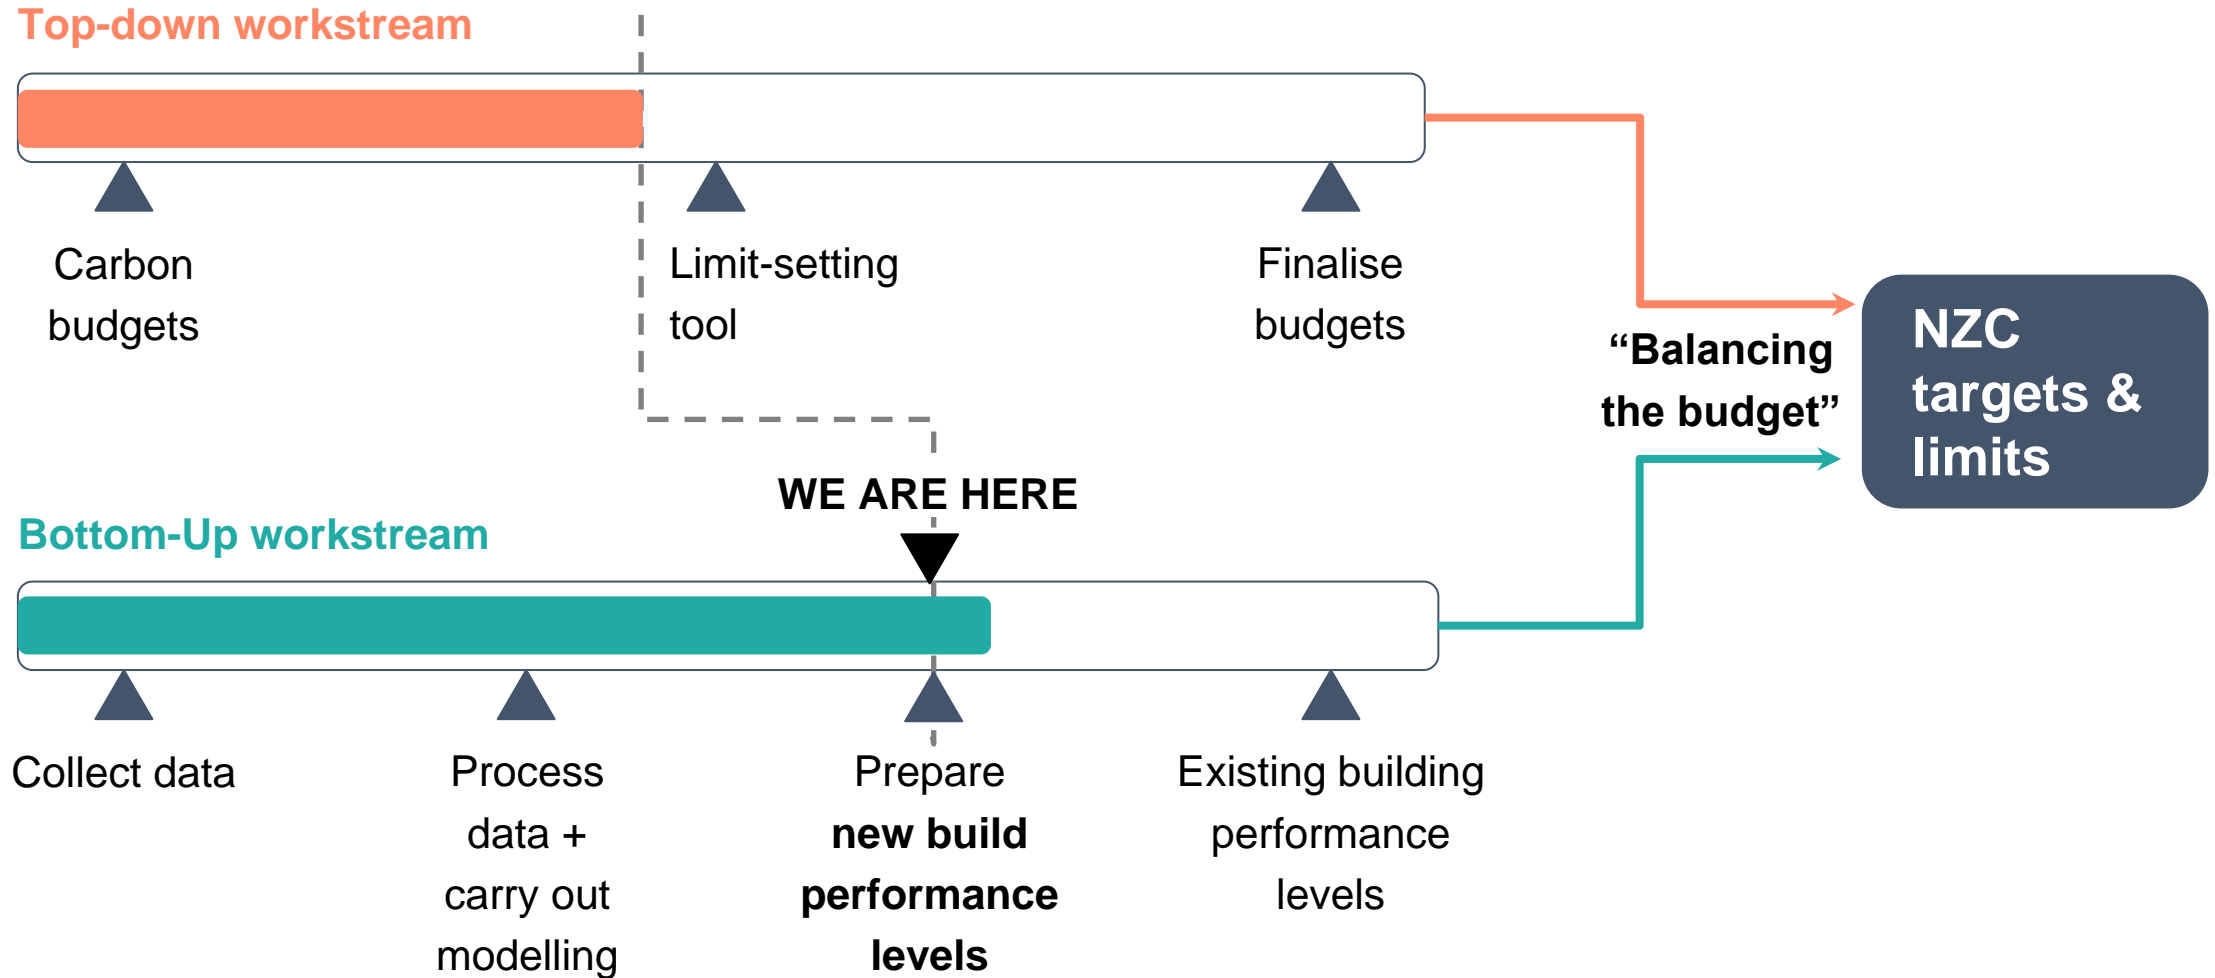 Top-down workstream
Carbon
budgets
Limit-setting
tool
Finalise
budgets
“Balancing
the budget”
NZC
targets &
limits
WE ARE HERE
Bottom-Up workstream
Collect data
Process
data +
carry out
modelling
Prepare
new build
performance
levels
Existing building
performance
levels